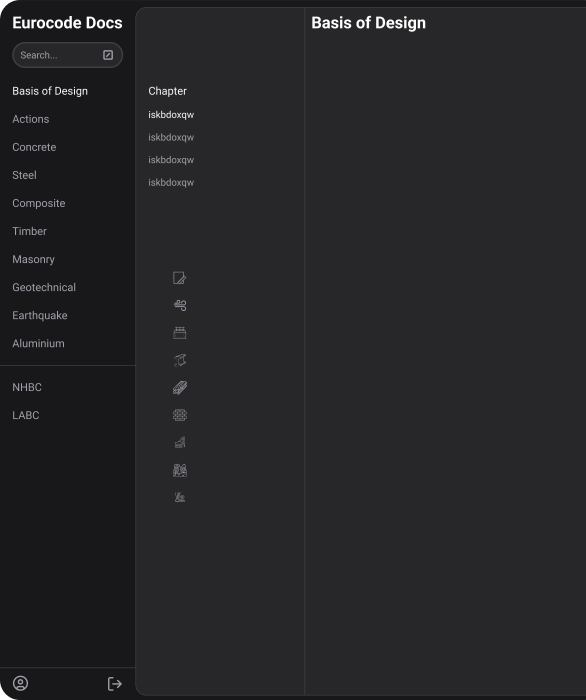 Eurocode Docs
Search...
Basis of Design
Actions
Concrete
Steel
Composite
Timber
Masonry
Geotechnical
Earthquake
Aluminium
NHBC
LABC
Chapter
iskbdoxqw
iskbdoxqw
iskbdoxqw
iskbdoxqw
Basis of Design